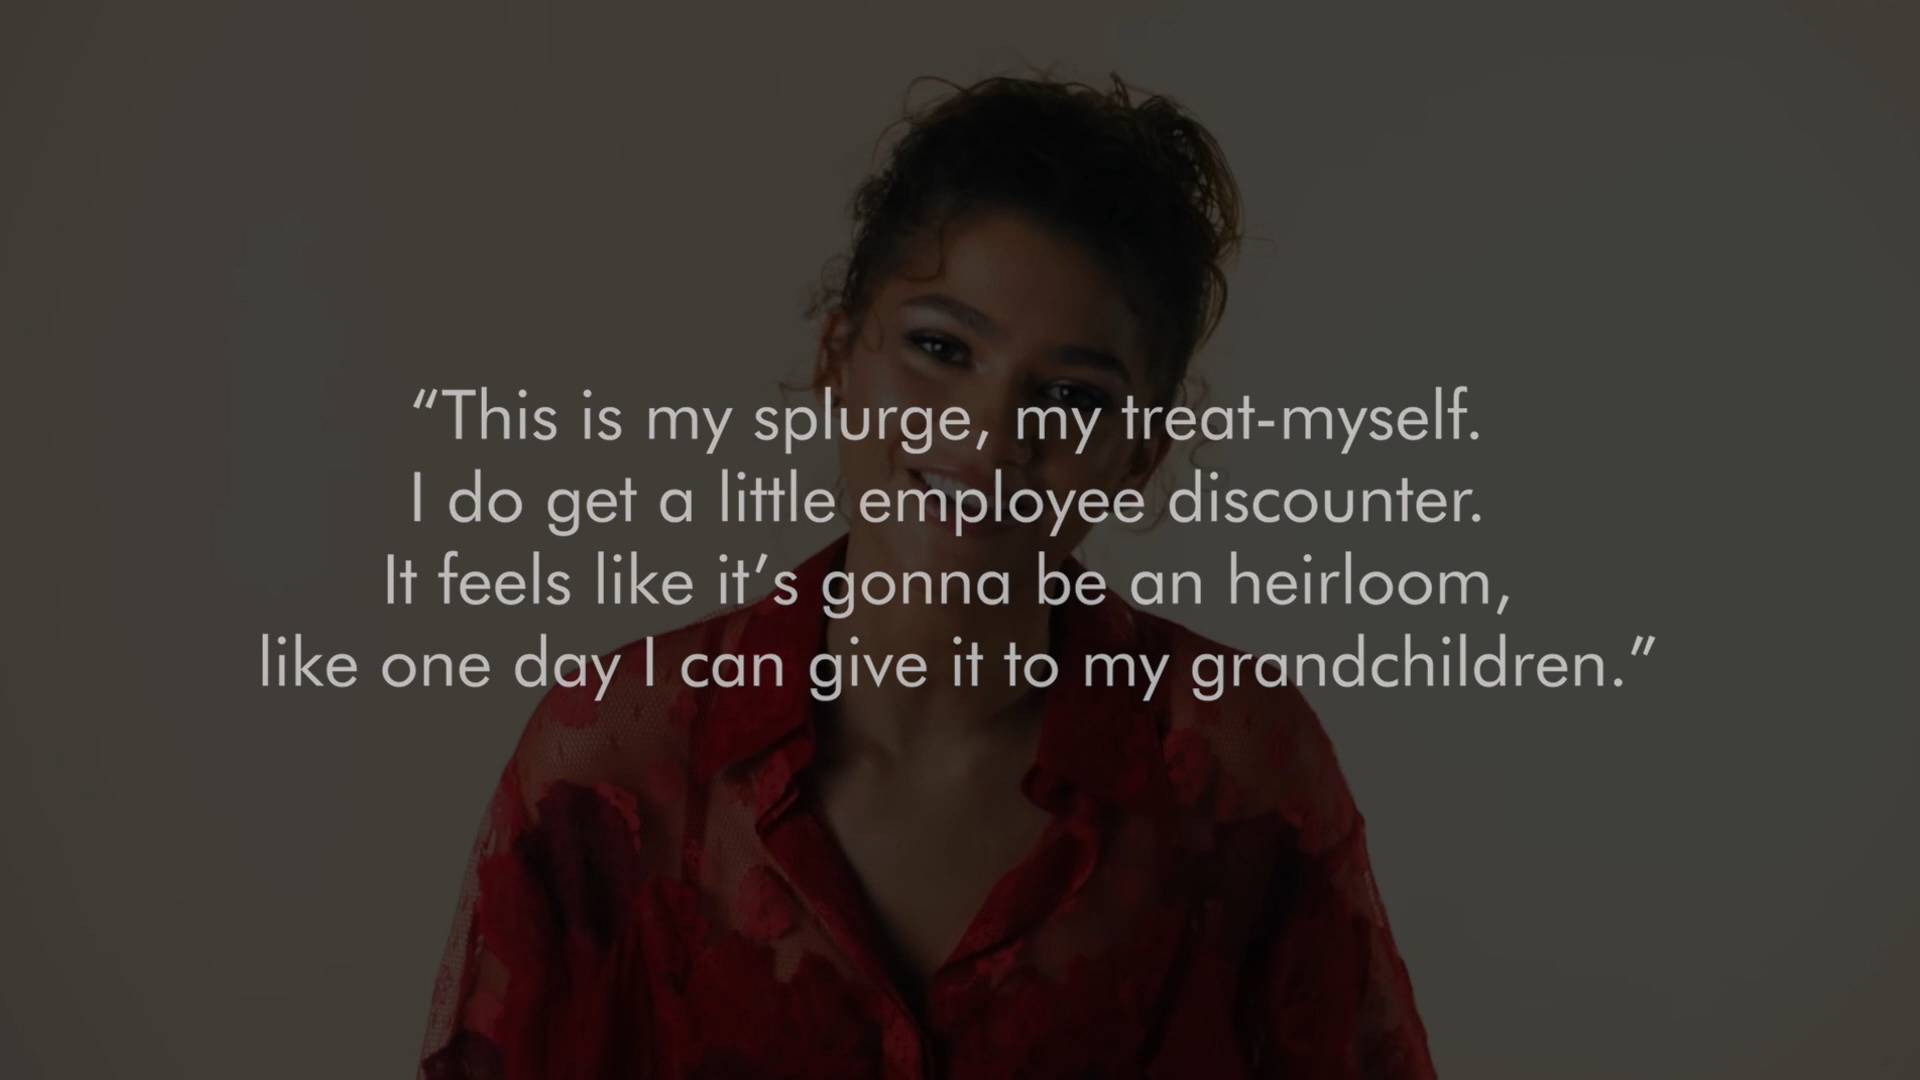 “This is my splurge, my treat-myself.
I do get a little employee discounter.
It feels like it’s gonna be an heirloom,
like one day I can give it to my grandchildren.”